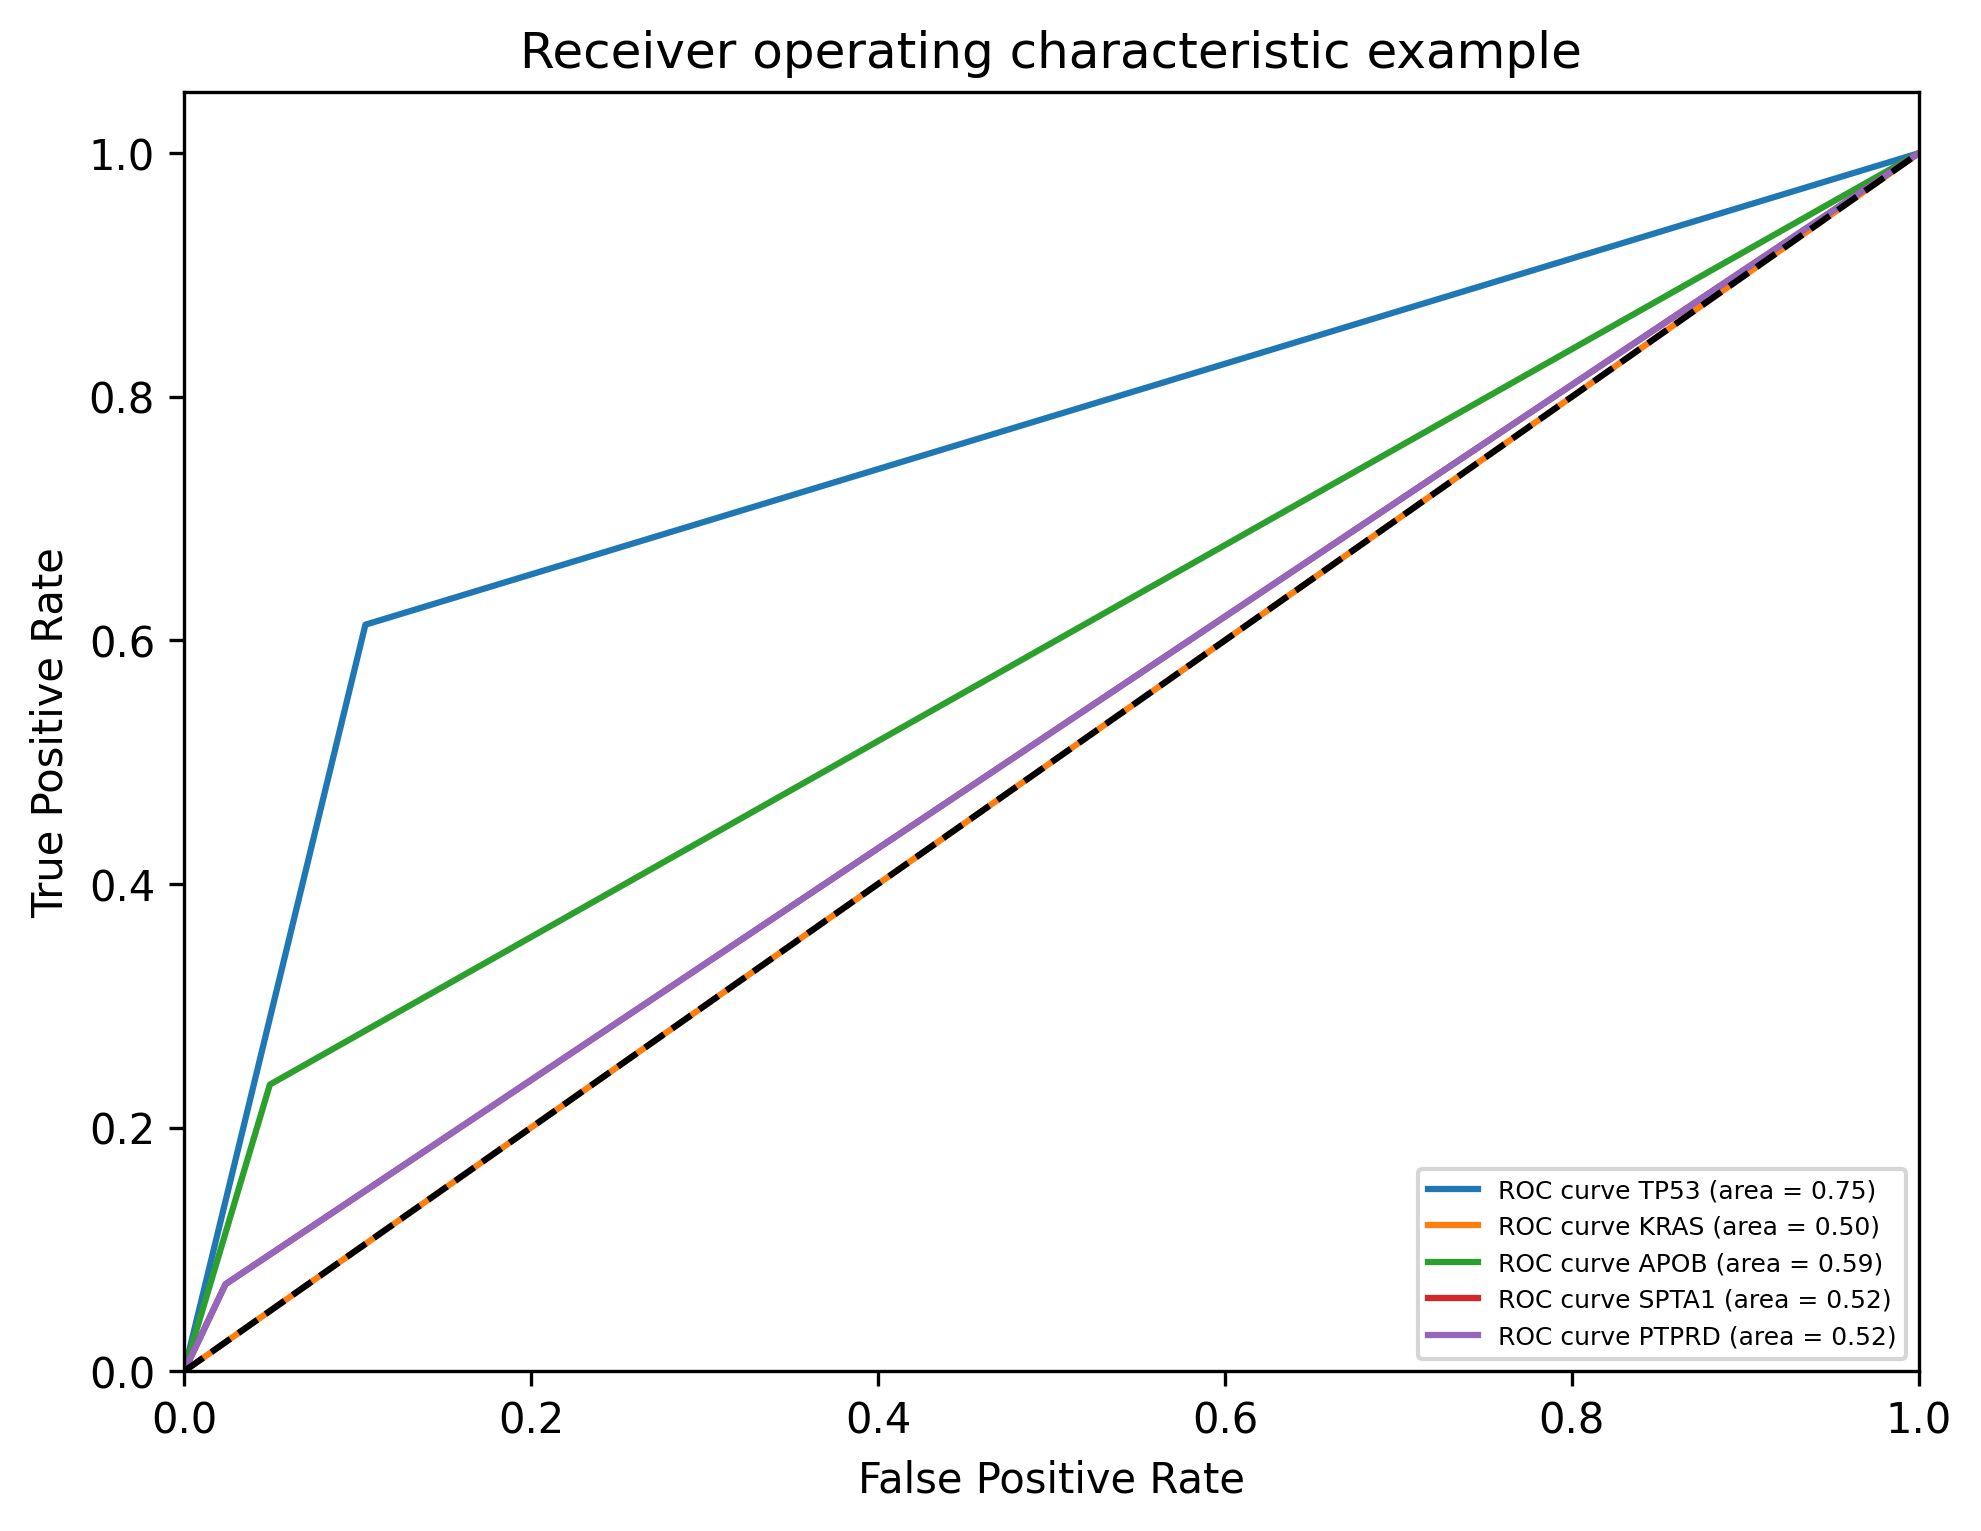 Receiver operating characteristic example
True Positive Rate
1.0
0.8
0.6
0.4
0.2
0.0
ROC curve TP53 (area = 0.75)
ROC curve KRAS (area = 0.50)
ROC curve APOB (area = 0.59)
ROC curve SPTA1 (area = 0.52)
ROC curve PTPRD (area = 0.52)
0.0 0.2 0.4 0.6 0.8 1.0
False Positive Rate